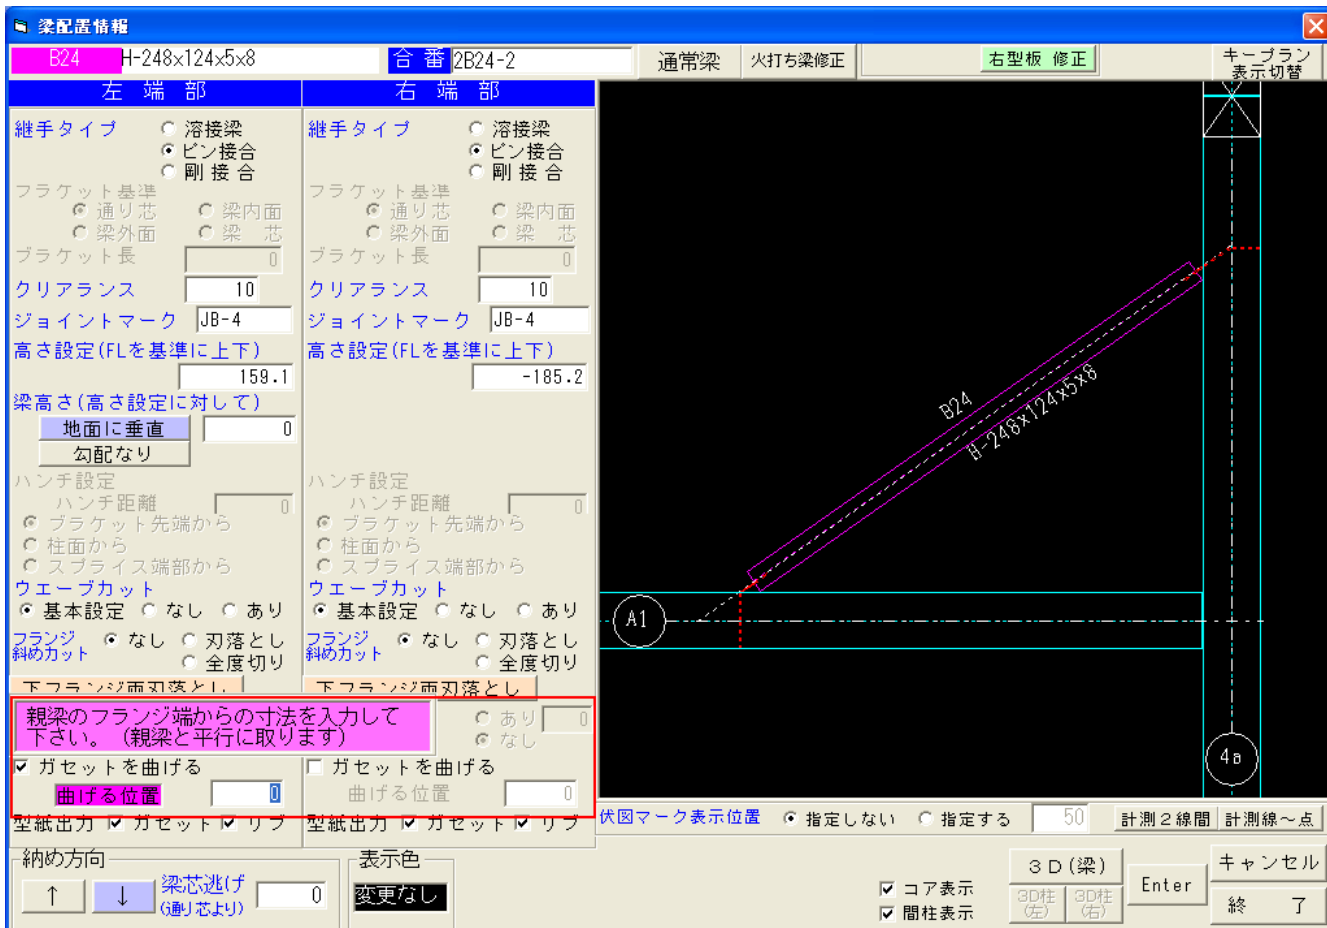 梁配置情報
B24 H-248×124×5×8 合 番 2B24-2 通常梁 火打ち梁修正 右型板 修正 キープラン
表示切替
左 端 部 右 端 部
継手タイプ 溶接梁 継手タイプ 溶接梁
ピン接合 ピン接合
剛 接 合 剛 接 合
ブラケット基準 ブラケット基準
通り芯 梁内面 通り芯 梁内面
梁外面 梁 芯 梁外面 梁 芯
ブラケット長 0 ブラケット長 0
クリアランス 10 クリアランス 10
ジョイントマーク JB-4 ジョイントマーク JB-4
高さ設定(FLを基準に上下) 高さ設定(FLを基準に上下)
159.1 -185.2
梁高さ(高さ設定に対して)
地面に垂直 0
勾配なり
ハンチ設定 ハンチ設定
ハンチ距離 0 ハンチ距離 0
ブラケット先端から ブラケット先端から
柱面から 柱面から
スプライス端部から スプライス端部から
ウエーブカット ウエーブカット
基本設定 なし あり 基本設定 なし あり
フランジ なし 刃落とし フランジ なし 刃落とし
斜めカット 全度切り 斜めカット 全度切り
下フランジ両刃落とし 下フランジ両刃落とし
親梁のフランジ端からの寸法を入力して あり 0
下さい。(親梁と平行に取ります) なし
ガセットを曲げる ガセットを曲げる
曲げる位置 0 曲げる位置 0
型紙出力 ガセット リブ 型紙出力 ガセット リブ
B24
H-248x124x5x8
A1
4a
伏図マーク表示位置 指定しない 指定する 50 計測2線間 計測線～点
納め方向 表示色
↑ ↓ 梁芯逃げ 0 変更なし
(通り芯より)
コア表示
間柱表示
3D(梁) Enter キャンセル
3D柱 3D柱 終 了
(左) (右)